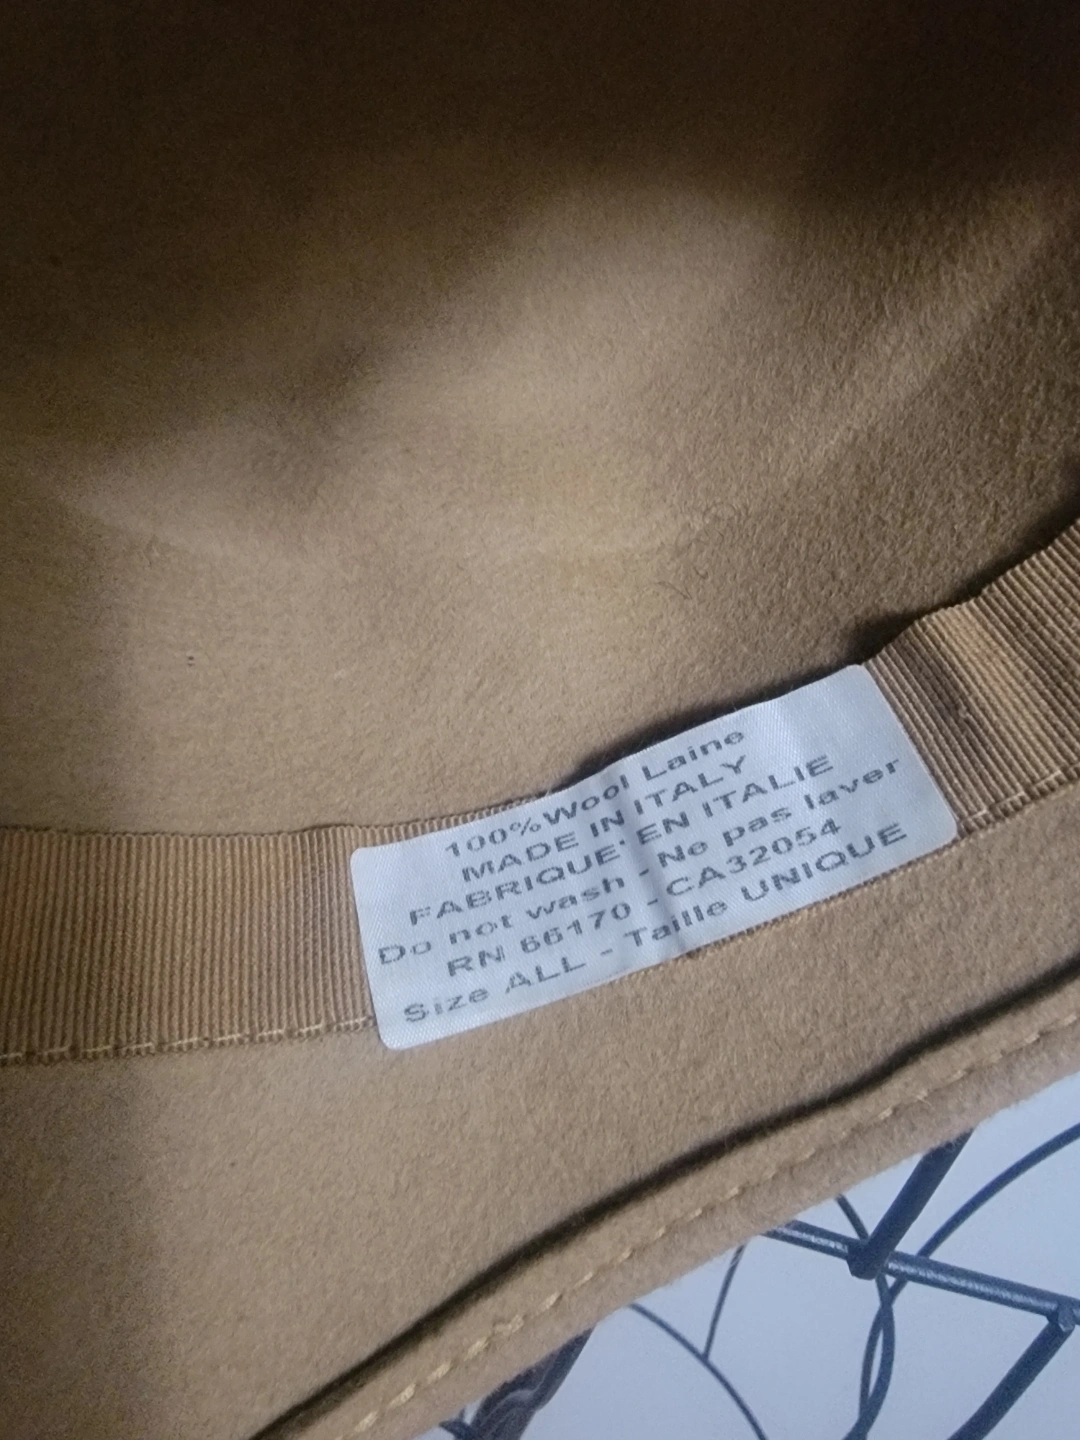 100% Wool Laine
MADE IN ITALY
FABRIQUE' EN ITALIE
Do not wash - Ne pas laver
RN 66170 - CA32054
Size ALL - Taille UNIQUE